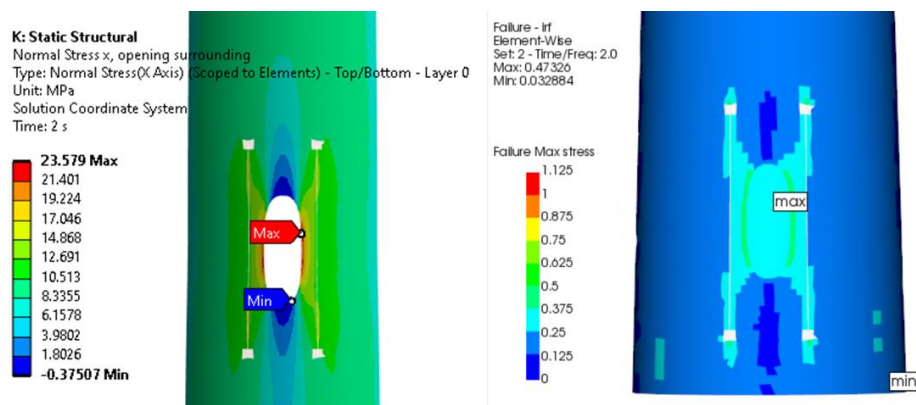 K: Static Structural
Normal Stress x, opening surrounding
Type: Normal Stress(X Axis) (Scoped to Elements) - Top/Bottom - Layer 0
Unit: MPa
Solution Coordinate System
Time: 2 s
23.579 Max
21.401
19.224
17.046
14.868
12.691
10.513
8.3355
6.1578
3.9802
1.8026
-0.37507 Min
Max
Min
Failure - irf
Element-Wise
Set: 2 - Time/Freq: 2.0
Max: 0.47326
Min: 0.032884
Failure Max stress
1.125
1
0.875
0.75
0.625
0.5
0.375
0.25
0.125
0
max
min